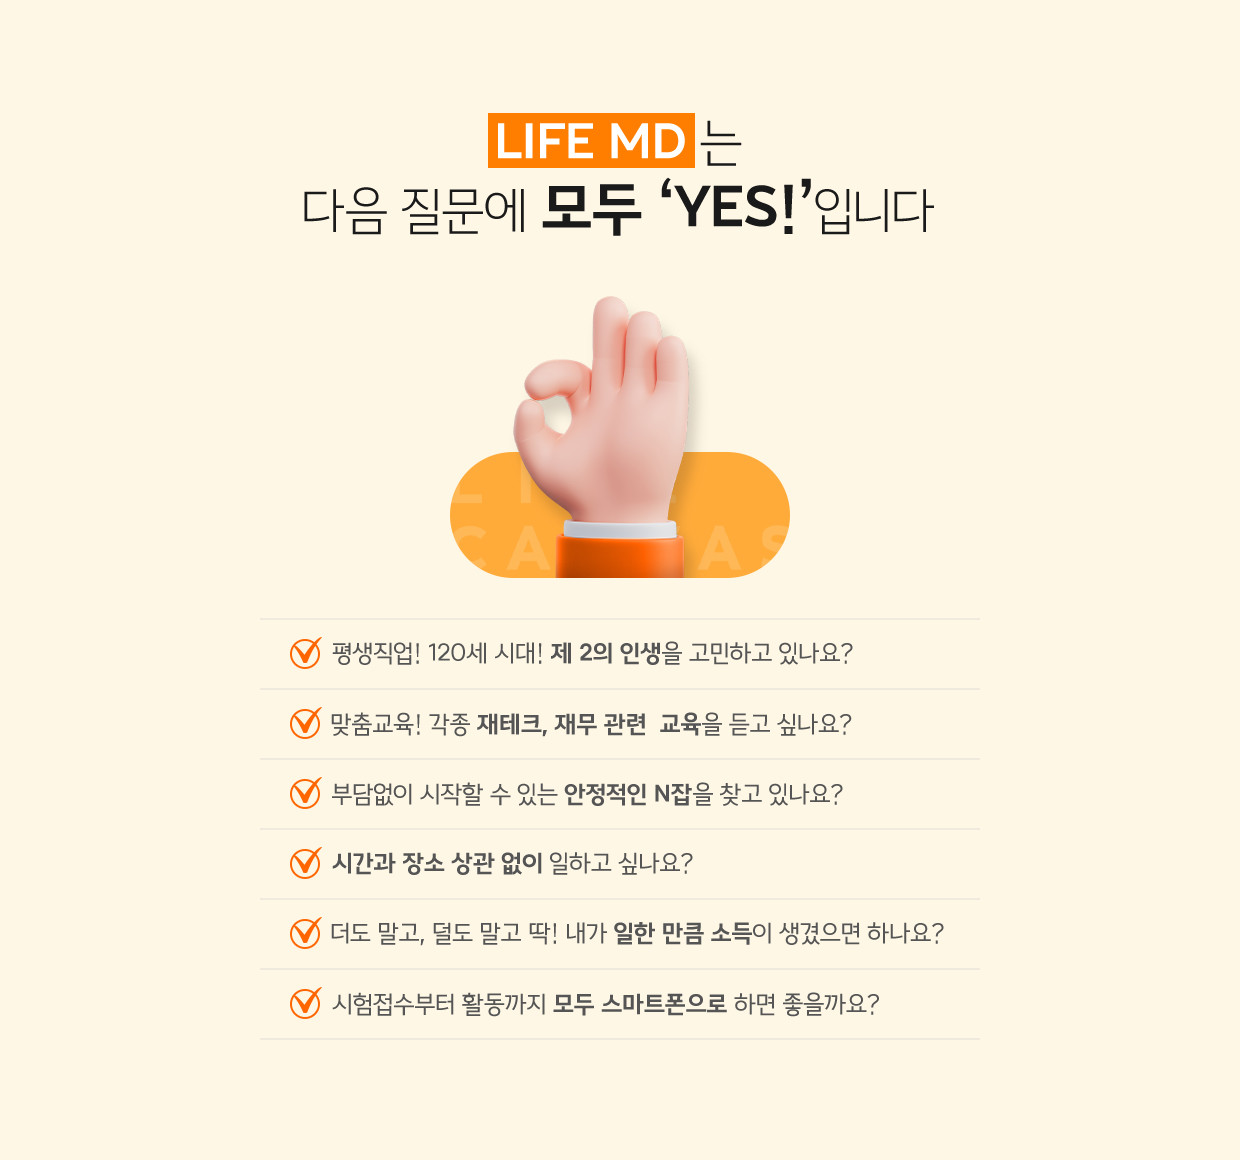 LIFE MD 는
다음 질문에 모두 ‘YES!’입니다
평생직업! 120세 시대! 제 2의 인생을 고민하고 있나요?
맞춤교육! 각종 재테크, 재무 관련 교육을 듣고 싶나요?
부담없이 시작할 수 있는 안정적인 N잡을 찾고 있나요?
시간과 장소 상관 없이 일하고 싶나요?
더도 말고, 덜도 말고 딱! 내가 일한 만큼 소득이 생겼으면 하나요?
시험접수부터 활동까지 모두 스마트폰으로 하면 좋을까요?